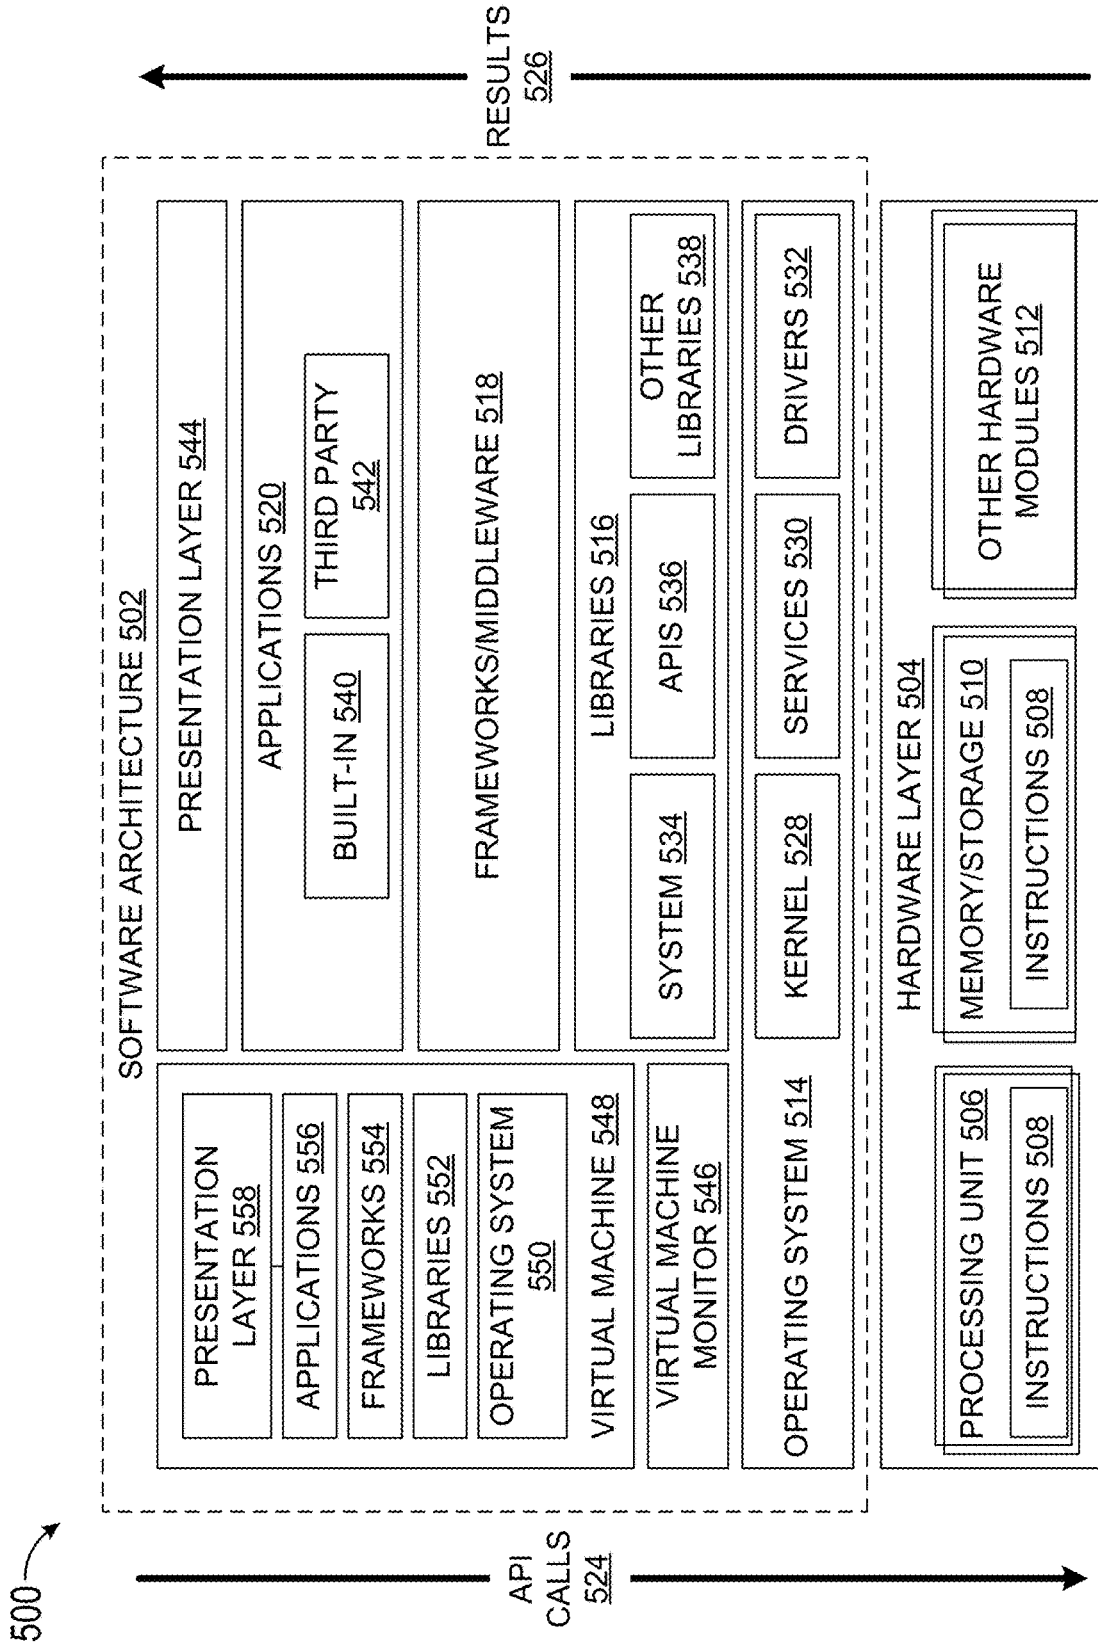 500
SOFTWARE ARCHITECTURE 502
PRESENTATION
LAYER 558
APPLICATIONS 556
FRAMEWORKS 554
LIBRARIES 552
OPERATING SYSTEM
550
VIRTUAL MACHINE 548
VIRTUAL MACHINE
MONITOR 546
PRESENTATION LAYER 544
APPLICATIONS 520
BUILT-IN 540
THIRD PARTY
542
FRAMEWORKS/MIDDLEWARE 518
LIBRARIES 516
SYSTEM 534
APIS 536
OTHER
LIBRARIES 538
OPERATING SYSTEM 514
KERNEL 528
SERVICES 530
DRIVERS 532
HARDWARE LAYER 504
PROCESSING UNIT 506
INSTRUCTIONS 508
MEMORY/STORAGE 510
INSTRUCTIONS 508
OTHER HARDWARE
MODULES 512
API
CALLS
524
RESULTS
526